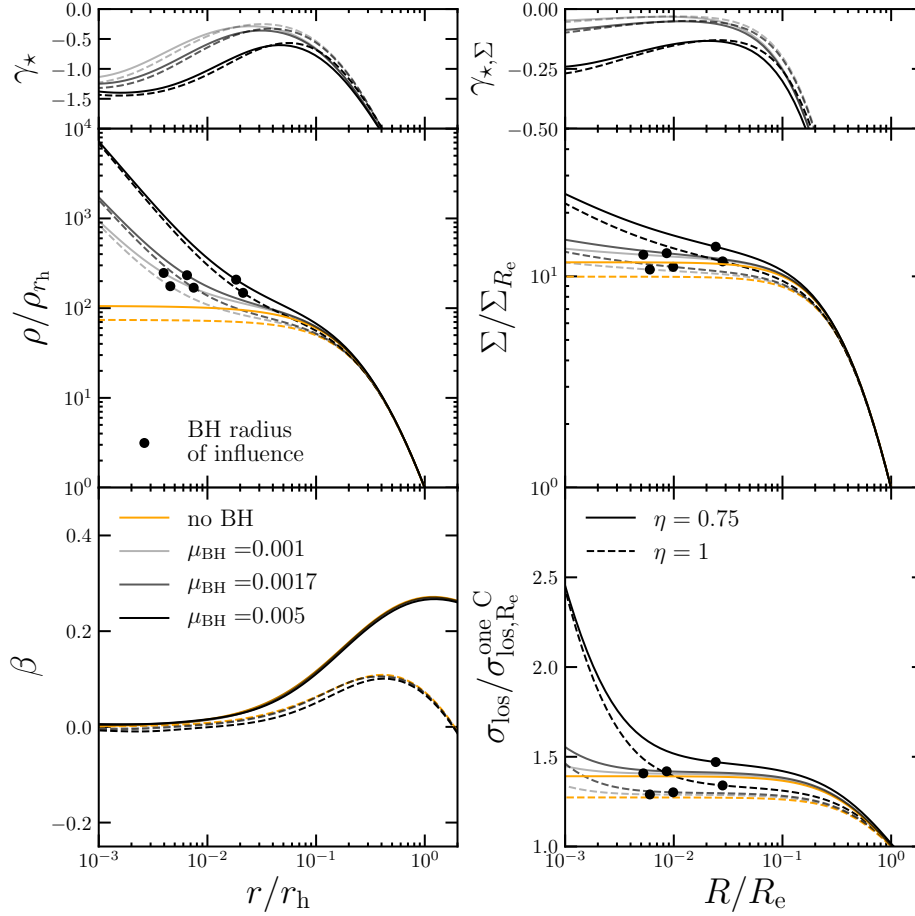 0.0
−0.5
−1.0
−1.5
γ⋆
0.00
−0.25
−0.50
γ⋆,Σ
10⁴
10³
10²
10¹
10⁰
ρ/ρ_{r_h}
BH radius
of influence
10¹
10⁰
Σ/Σ_{R_e}
0.4
0.2
0.0
−0.2
β
no BH
μ_BH =0.001
μ_BH =0.0017
μ_BH =0.005
10⁻³ 10⁻² 10⁻¹ 10⁰
r/r_h
2.5
2.0
1.5
1.0
σ_los/σ^{one C}_{los,R_e}
η = 0.75
η = 1
10⁻³ 10⁻² 10⁻¹ 10⁰
R/R_e